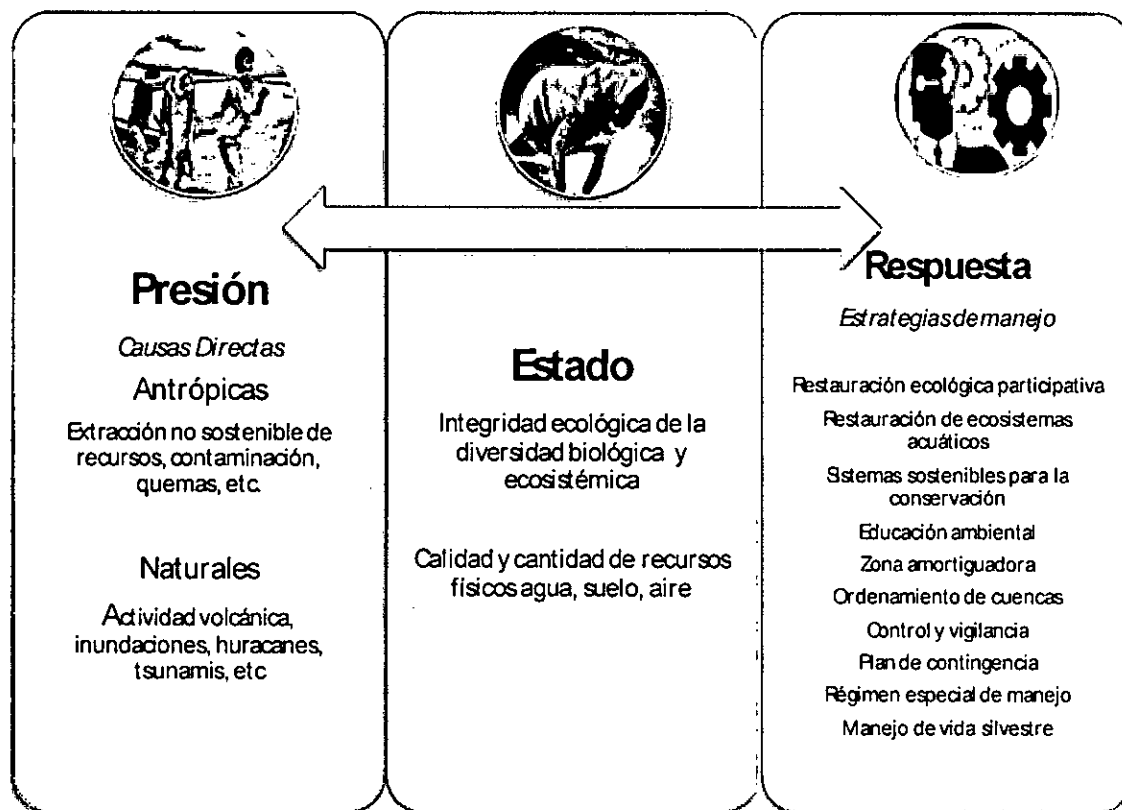 Presión
Causas Directas
Antrópicas
Extracción no sostenible de
recursos, contaminación,
quemas, etc.
Naturales
Actividad volcánica,
inundaciones, huracanes,
tsunamis, etc
Estado
Integridad ecológica de la
diversidad biológica y
ecosistémica
Calidad y cantidad de recursos
físicos agua, suelo, aire
Respuesta
Estrategias de manejo
Restauración ecológica participativa
Restauración de ecosistemas
acuáticos
Sistemas sostenibles para la
conservación
Educación ambiental
Zona amortiguadora
Ordenamiento de cuencas
Control y vigilancia
Plan de contingencia
Régimen especial de manejo
Manejo de vida silvestre